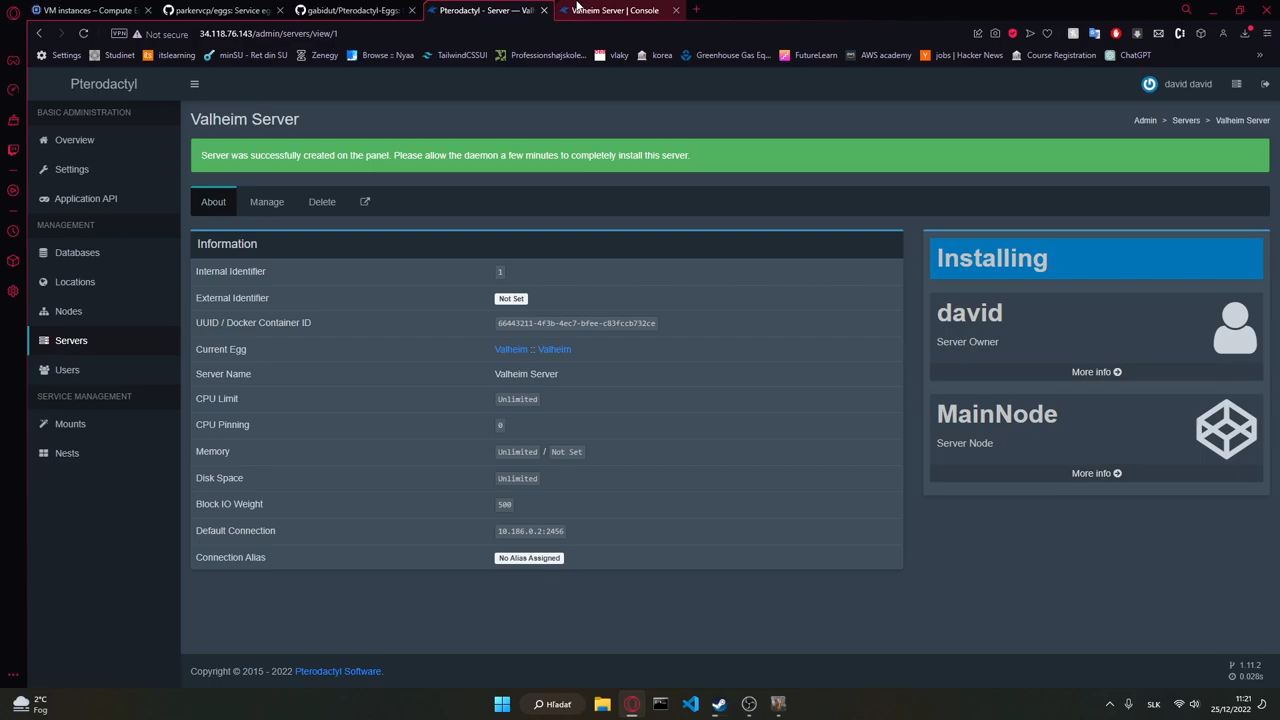 VM instances – Compute E
parkervcp/eggs: Service eg
gabidut/Pterodactyl-Eggs:
Pterodactyl - Server — Valh
Valheim Server | Console
VPN
Not secure
34.118.76.143/admin/servers/view/1
Settings
Studint
itslearning
minSU - Uni for SD
Zenegy
Browse :: Nyaa
TailwindCSSUI
Professionshøjskole...
vlaky
korea
Greenhouse Gas Eq...
FutureLearn
AWS academy
jobs | Hacker News
Course Registration
ChatGPT
Pterodactyl
david david
BASIC ADMINISTRATION
Overview
Settings
Application API
MANAGEMENT
Databases
Locations
Nodes
Servers
Users
SERVICE MANAGEMENT
Mounts
Nests
Valheim Server
Admin > Servers > Valheim Server
Server was successfully created on the panel. Please allow the daemon a few minutes to completely install this server.
About
Manage
Delete
Information
Internal Identifier 1
External Identifier Not Set
UUID / Docker Container ID 66443211-4f3b-4ec7-bfee-c83fccb732ce
Current Egg Valheim :: Valheim
Server Name Valheim Server
CPU Limit Unlimited
CPU Pinning 0
Memory Unlimited / Not Set
Disk Space Unlimited
Block IO Weight 500
Default Connection 10.186.0.2:2456
Connection Alias No Alias Assigned
Installing
david
Server Owner
More info
MainNode
Server Node
More info
Copyright © 2015 - 2022 Pterodactyl Software.
1.11.2
0.028s
2°C
Fog
Hľadať
SLK
11:21
25/12/2022